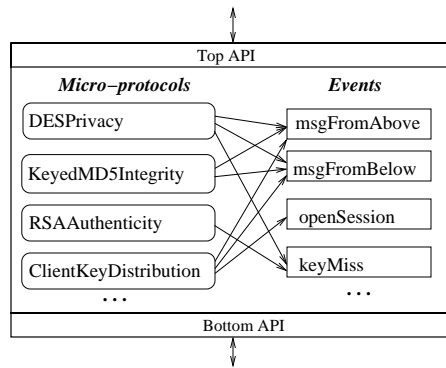 Top API
Micro-protocols Events
DESPrivacy msgFromAbove
KeyedMD5Integrity msgFromBelow
RSAAuthenticity openSession
ClientKeyDistribution keyMiss
... ...
Bottom API